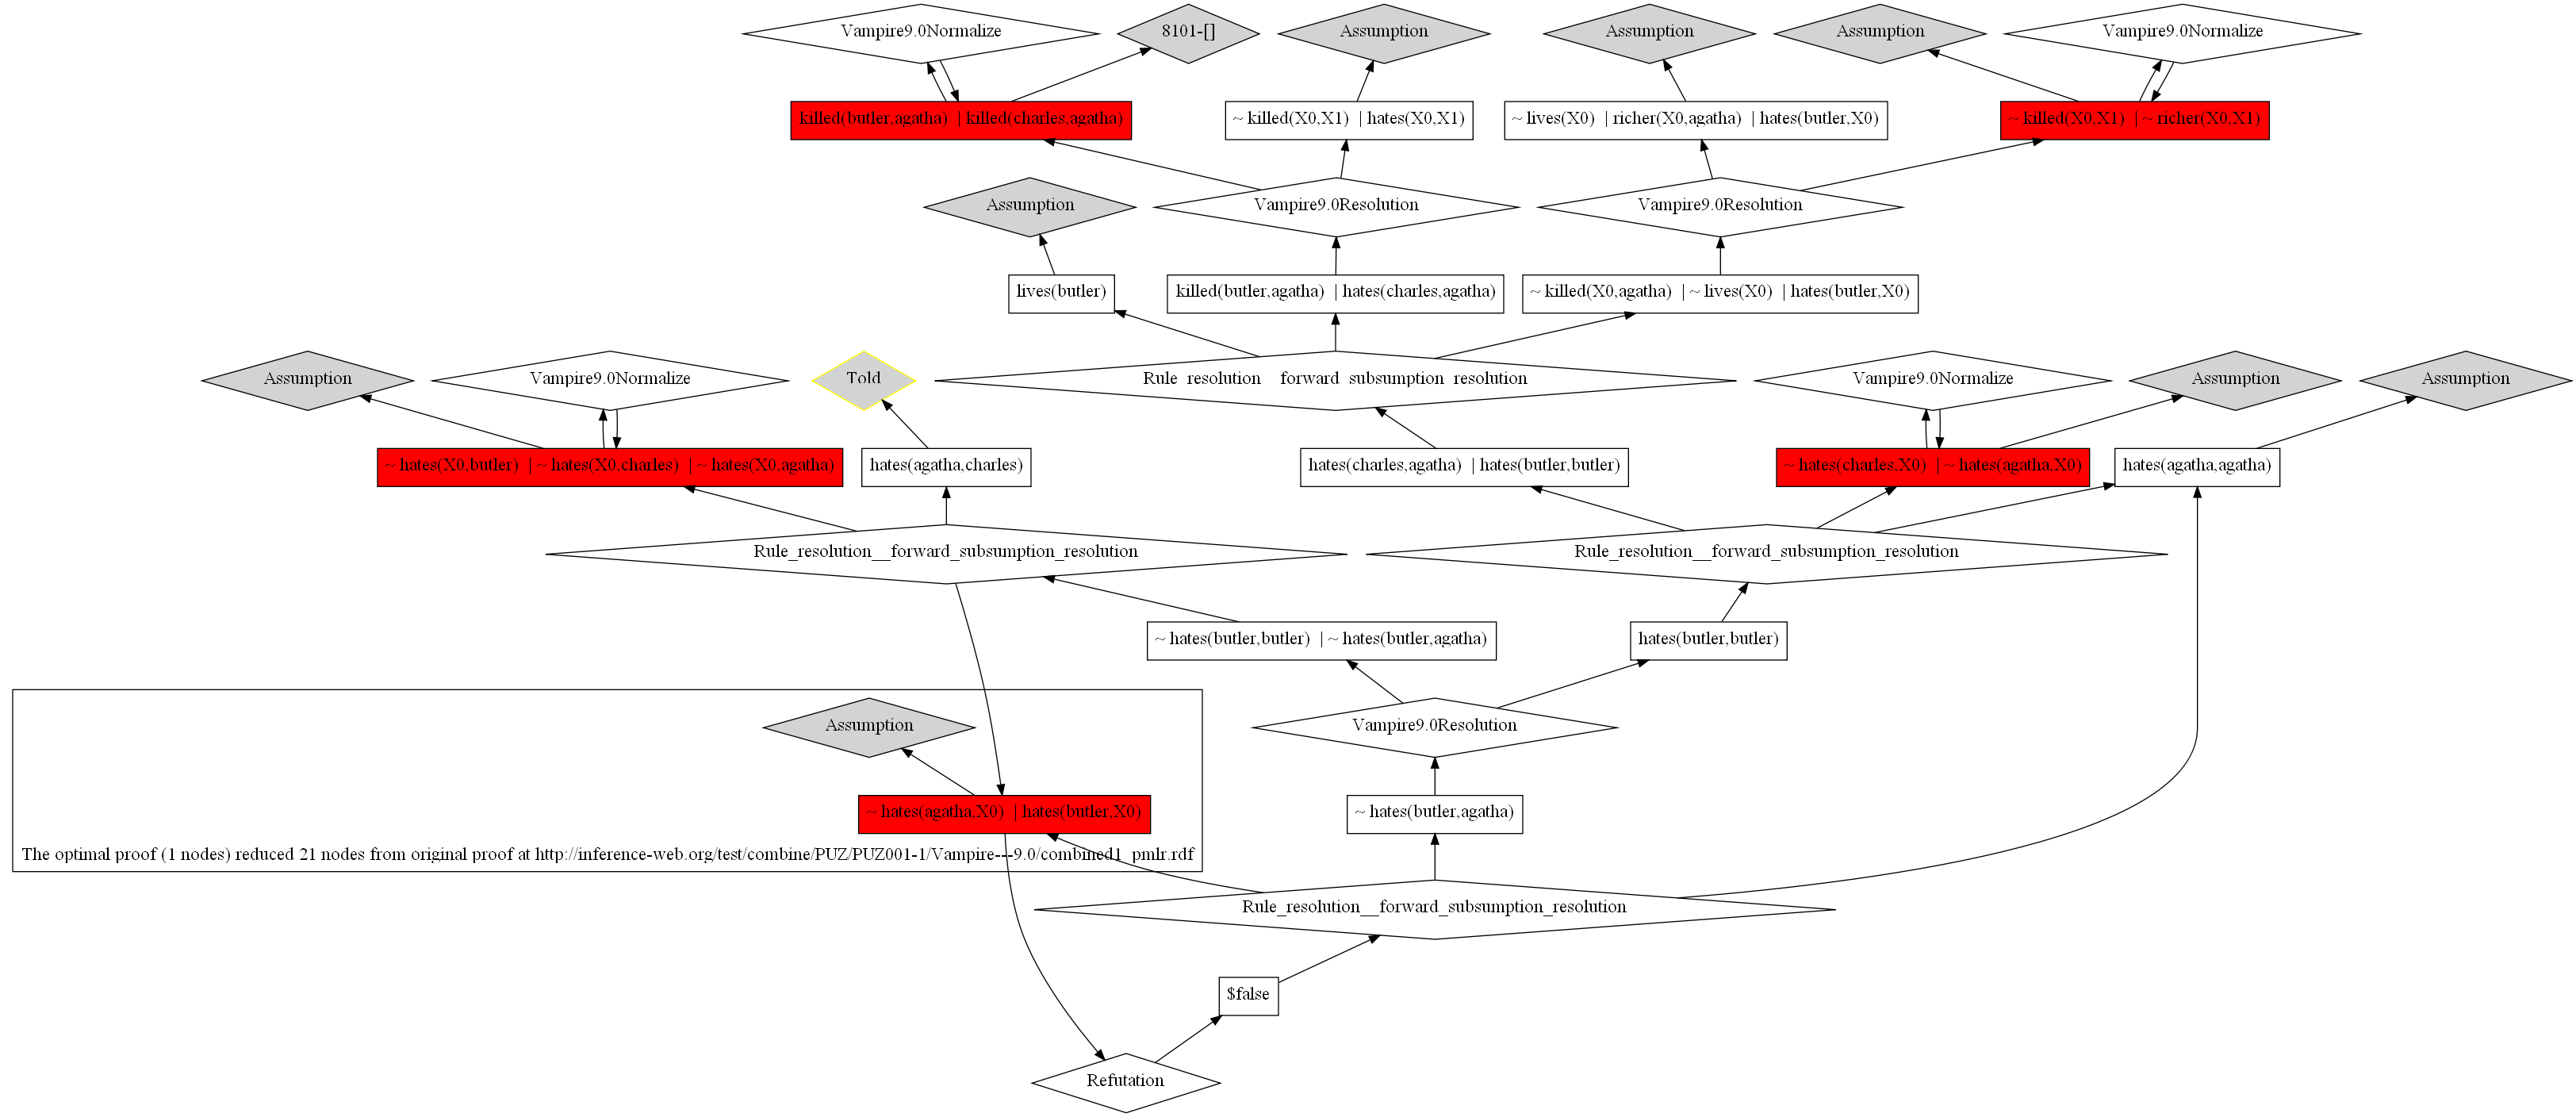 Vampire9.0Normalize
8101-[]
Assumption
Assumption
Assumption
Vampire9.0Normalize
killed(butler,agatha) | killed(charles,agatha)
~ killed(X0,X1) | hates(X0,X1)
~ lives(X0) | richer(X0,agatha) | hates(butler,X0)
~ killed(X0,X1) | ~ richer(X0,X1)
Assumption
Vampire9.0Resolution
Vampire9.0Resolution
lives(butler)
killed(butler,agatha) | hates(charles,agatha)
~ killed(X0,agatha) | ~ lives(X0) | hates(butler,X0)
Assumption
Vampire9.0Normalize
Told
Rule_resolution__forward_subsumption_resolution
Vampire9.0Normalize
Assumption
Assumption
~ hates(X0,butler) | ~ hates(X0,charles) | ~ hates(X0,agatha)
hates(agatha,charles)
hates(charles,agatha) | hates(butler,butler)
~ hates(charles,X0) | ~ hates(agatha,X0)
hates(agatha,agatha)
Rule_resolution__forward_subsumption_resolution
Rule_resolution__forward_subsumption_resolution
~ hates(butler,butler) | ~ hates(butler,agatha)
hates(butler,butler)
Assumption
Vampire9.0Resolution
~ hates(agatha,X0) | hates(butler,X0)
~ hates(butler,agatha)
The optimal proof (1 nodes) reduced 21 nodes from original proof at http://inference-web.org/test/combine/PUZ/PUZ001-1/Vampire---9.0/combined1_pmlr.rdf
Rule_resolution__forward_subsumption_resolution
$false
Refutation